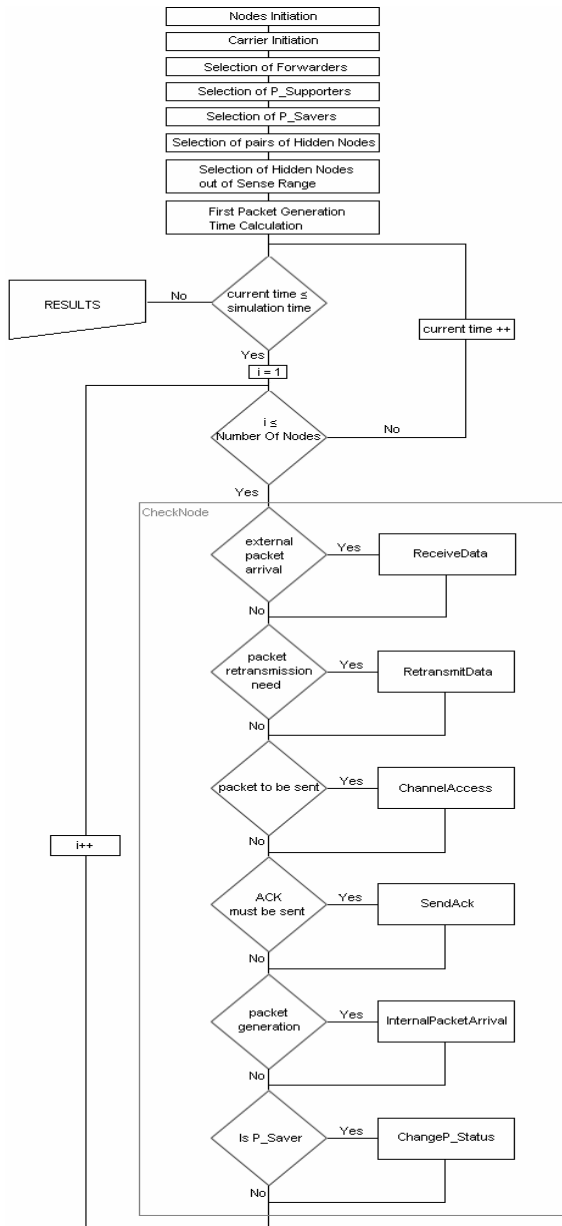 Nodes Initiation
Carrier Initiation
Selection of Forwarders
Selection of P_Supporters
Selection of P_Savers
Selection of pairs of Hidden Nodes
Selection of Hidden Nodes
out of Sense Range
First Packet Generation
Time Calculation
current time ≤
simulation time
No
RESULTS
current time ++
Yes
i = 1
i ≤
Number Of Nodes
No
Yes
CheckNode
external
packet
arrival
Yes
ReceiveData
No
packet
retransmission
need
Yes
RetransmitData
No
packet to be sent
Yes
ChannelAccess
No
i++
ACK
must be sent
Yes
SendAck
No
packet
generation
Yes
InternalPacketArrival
No
Is P_Saver
Yes
ChangeP_Status
No